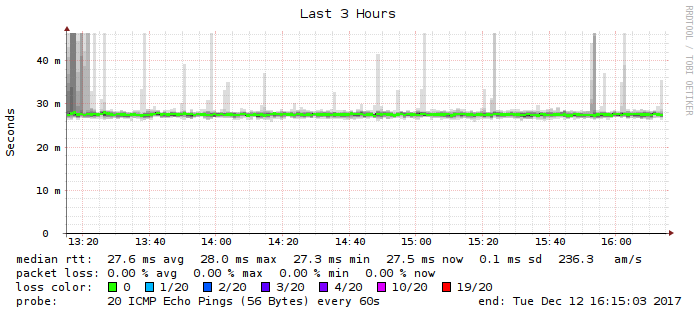 Last 3 Hours
RRDTOOL / TOBI OETIKER
Seconds
40 m
30 m
20 m
10 m
0
13:20 13:40 14:00 14:20 14:40 15:00 15:20 15:40 16:00
median rtt: 27.6 ms avg 28.0 ms max 27.3 ms min 27.5 ms now 0.1 ms sd 236.3 am/s
packet loss: 0.00 % avg 0.00 % max 0.00 % min 0.00 % now
loss color: 0 1/20 2/20 3/20 4/20 10/20 19/20
probe: 20 ICMP Echo Pings (56 Bytes) every 60s end: Tue Dec 12 16:15:03 2017